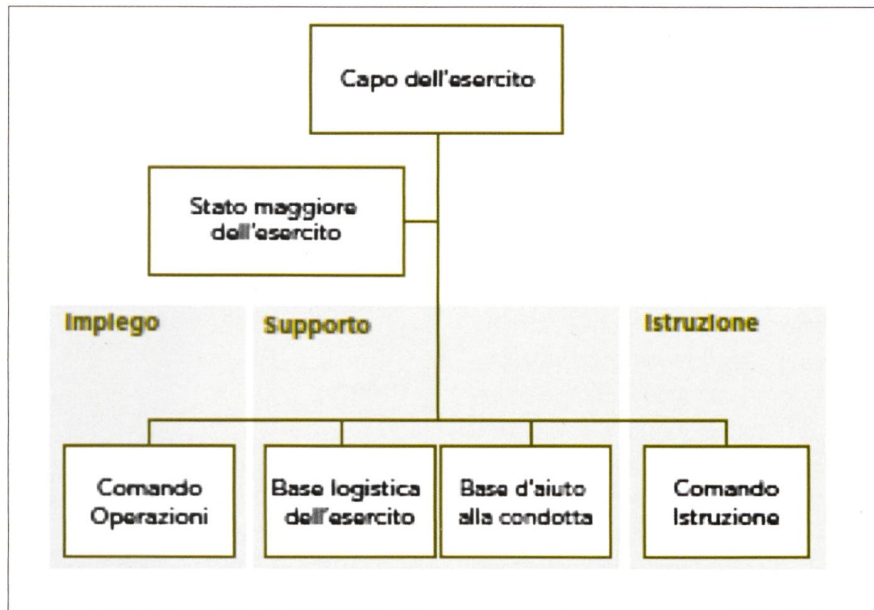 Capo dell'esercito
Stato maggiore
dell'esercito
Impiego
Supporto
Istruzione
Comando
Operazioni
Base logistica
dell'esercito
Base d'aiuto
alla condotta
Comando
Istruzione